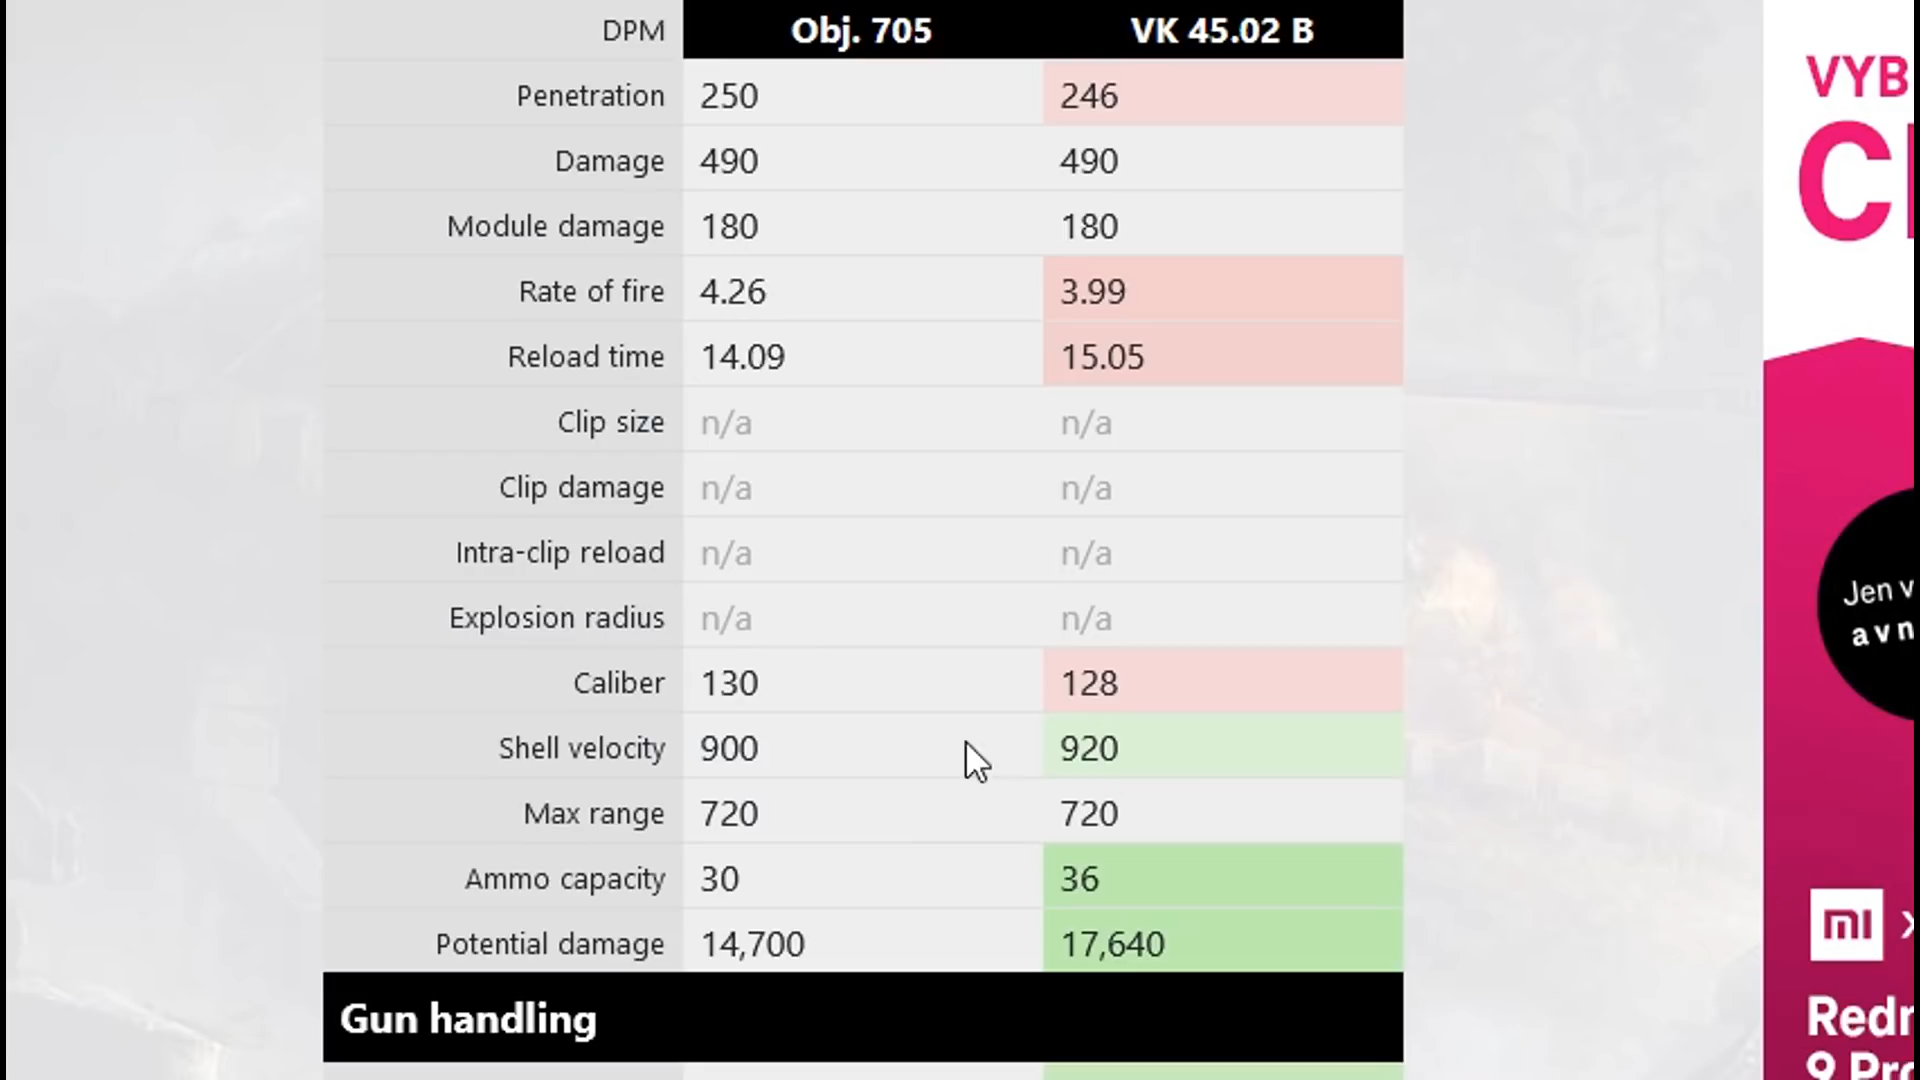 DPM Obj. 705 VK 45.02 B
Penetration 250 246
Damage 490 490
Module damage 180 180
Rate of fire 4.26 3.99
Reload time 14.09 15.05
Clip size n/a n/a
Clip damage n/a n/a
Intra-clip reload n/a n/a
Explosion radius n/a n/a
Caliber 130 128
Shell velocity 900 920
Max range 720 720
Ammo capacity 30 36
Potential damage 14,700 17,640
Gun handling
VYB
C
Jen v
a v n
mi
Redr
9 Pro